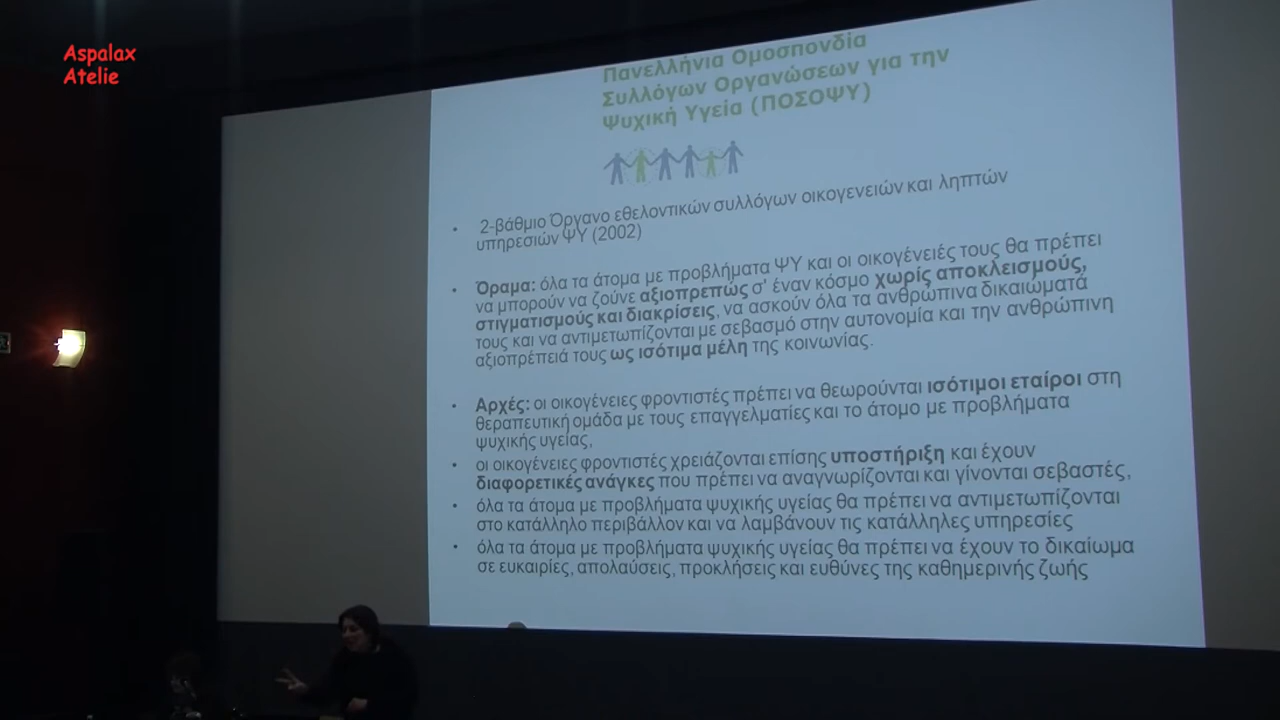 Aspalax
Atelie
Πανελλήνια Ομοσπονδία
Συλλόγων Οργανώσεων για την
Ψυχική Υγεία (ΠΟΣΟΨΥ)
• 2-βάθμιο Όργανο εθελοντικών συλλόγων οικογενειών και ληπτών
υπηρεσιών ΨΥ (2002)
• Όραμα: όλα τα άτομα με προβλήματα ΨΥ και οι οικογένειές τους θα πρέπει
να μπορούν να ζούνε αξιοπρεπώς σ' έναν κόσμο χωρίς αποκλεισμούς,
στιγματισμούς και διακρίσεις, να ασκούν όλα τα ανθρώπινα δικαιώματά
τους και να αντιμετωπίζονται με σεβασμό στην αυτονομία και την ανθρώπινη
αξιοπρέπειά τους ως ισότιμα μέλη της κοινωνίας.
• Αρχές: οι οικογένειες φροντιστές πρέπει να θεωρούνται ισότιμοι εταίροι στη
θεραπευτική ομάδα με τους επαγγελματίες και το άτομο με προβλήματα
ψυχικής υγείας,
• οι οικογένειες φροντιστές χρειάζονται επίσης υποστήριξη και έχουν
διαφορετικές ανάγκες που πρέπει να αναγνωρίζονται και γίνονται σεβαστές,
• όλα τα άτομα με προβλήματα ψυχικής υγείας θα πρέπει να αντιμετωπίζονται
στο κατάλληλο περιβάλλον και να λαμβάνουν τις κατάλληλες υπηρεσίες
• όλα τα άτομα με προβλήματα ψυχικής υγείας θα πρέπει να έχουν το δικαίωμα
σε ευκαιρίες, απολαύσεις, προκλήσεις και ευθύνες της καθημερινής ζωής